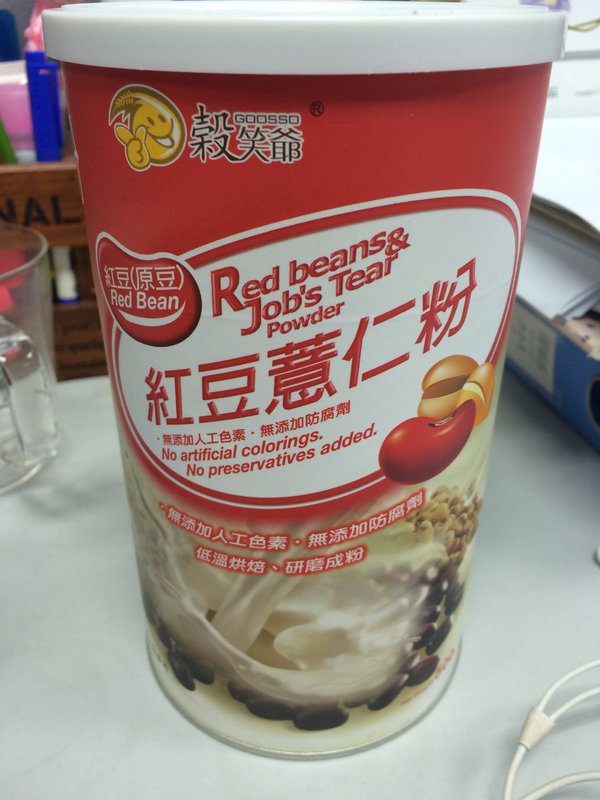 GOOSSO
穀笑爺®
紅豆(原豆)
Red Bean
Red beans&
Job's Tear
Powder
紅豆薏仁粉
·無添加人工色素·無添加防腐劑
No artificial colorings.
No preservatives added.
·無添加人工色素·無添加防腐劑
低溫烘焙、研磨成粉
NAL